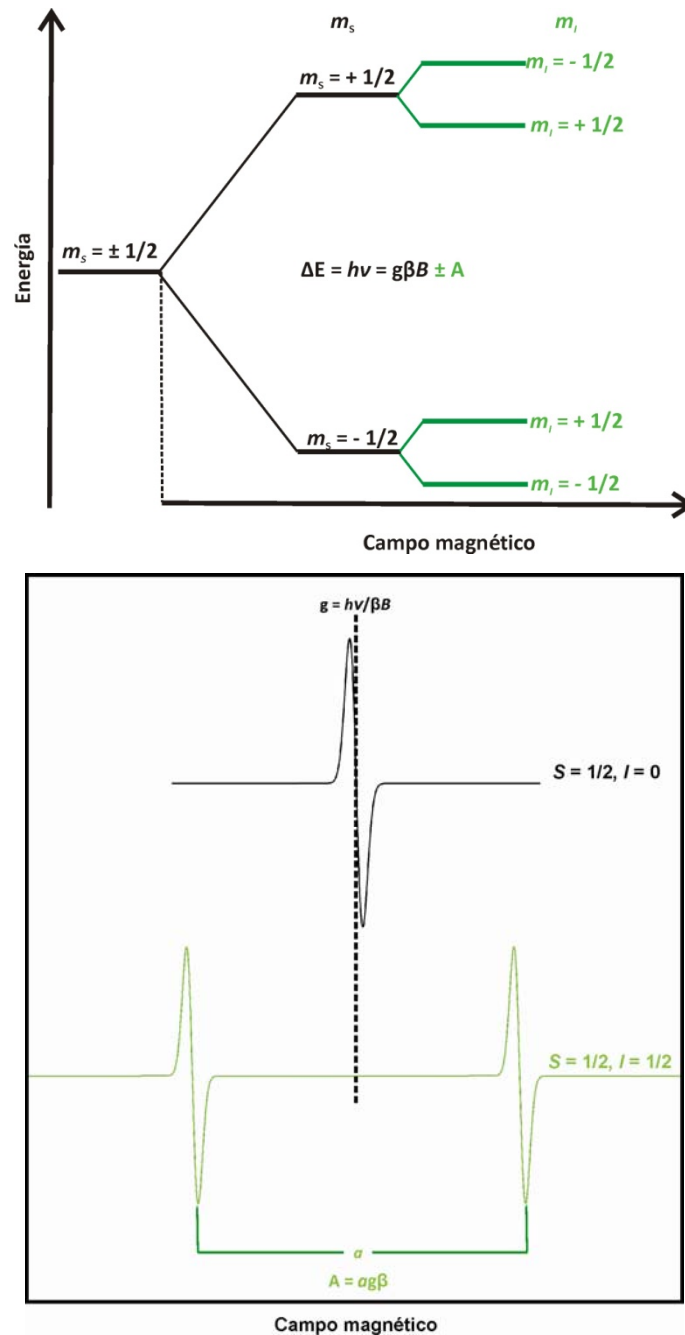 m_s m_I
m_I = - 1/2
m_s = + 1/2
m_I = + 1/2
m_s = ± 1/2
Energía
ΔE = hν = gβB ± A
m_I = + 1/2
m_s = - 1/2
m_I = - 1/2
Campo magnético
g = hν/βB
S = 1/2, I = 0
S = 1/2, I = 1/2
a
A = agβ
Campo magnético